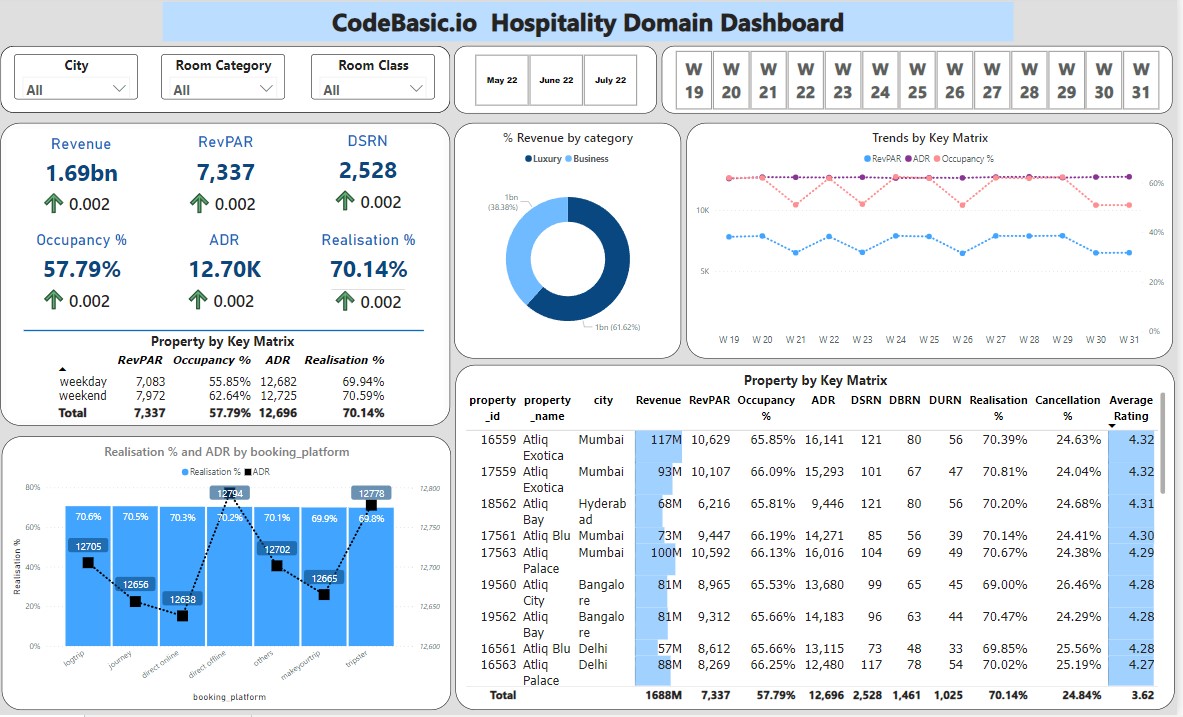 CodeBasic.io Hospitality Domain Dashboard
City
All
Room Category
All
Room Class
All
May 22
June 22
July 22
W 19
W 20
W 21
W 22
W 23
W 24
W 25
W 26
W 27
W 28
W 29
W 30
W 31
Revenue
1.69bn
0.002
RevPAR
7,337
0.002
DSRN
2,528
0.002
Occupancy %
57.79%
0.002
ADR
12.70K
0.002
Realisation %
70.14%
0.002
Property by Key Matrix
RevPAR Occupancy % ADR Realisation %
weekday 7,083 55.85% 12,682 69.94%
weekend 7,972 62.64% 12,725 70.59%
Total 7,337 57.79% 12,696 70.14%
% Revenue by category
Luxury Business
1bn
(38.38%)
1bn (61.62%)
Trends by Key Matrix
RevPAR ADR Occupancy %
10K
5K
60%
40%
20%
0%
W 19 W 20 W 21 W 22 W 23 W 24 W 25 W 26 W 27 W 28 W 29 W 30 W 31
Realisation % and ADR by booking_platform
Realisation % ADR
Realisation %
80%
60%
40%
20%
0%
12,800
12,750
12,700
12,650
12,600
70.6% 70.5% 70.3% 70.2% 70.1% 69.9% 69.8%
12705 12656 12638 12794 12702 12665 12778
logtrip journey direct online direct offline others makeyourtrip tripster
booking_platform
Property by Key Matrix
property _id property _name city Revenue RevPAR Occupancy % ADR DSRN DBRN DURN Realisation % Cancellation % Average Rating
16559 Atliq Exotica Mumbai 117M 10,629 65.85% 16,141 121 80 56 70.39% 24.63% 4.32
17559 Atliq Exotica Mumbai 93M 10,107 66.09% 15,293 101 67 47 70.81% 24.04% 4.32
18562 Atliq Bay Hyderabad 68M 6,216 65.81% 9,446 121 80 56 70.20% 24.68% 4.31
17561 Atliq Blu Mumbai 73M 9,447 66.19% 14,271 85 56 39 70.14% 24.41% 4.30
17563 Atliq Palace Mumbai 100M 10,592 66.13% 16,016 104 69 49 70.67% 24.38% 4.29
19560 Atliq City Bangalore 81M 8,965 65.53% 13,680 99 65 45 69.00% 26.46% 4.28
19562 Atliq Bay Bangalore 81M 9,312 65.66% 14,183 96 63 44 70.47% 24.29% 4.28
16561 Atliq Blu Delhi 57M 8,612 65.66% 13,115 73 48 33 69.85% 25.56% 4.28
16563 Atliq Palace Delhi 88M 8,269 66.25% 12,480 117 78 54 70.02% 25.19% 4.27
Total 1688M 7,337 57.79% 12,696 2,528 1,461 1,025 70.14% 24.84% 3.62